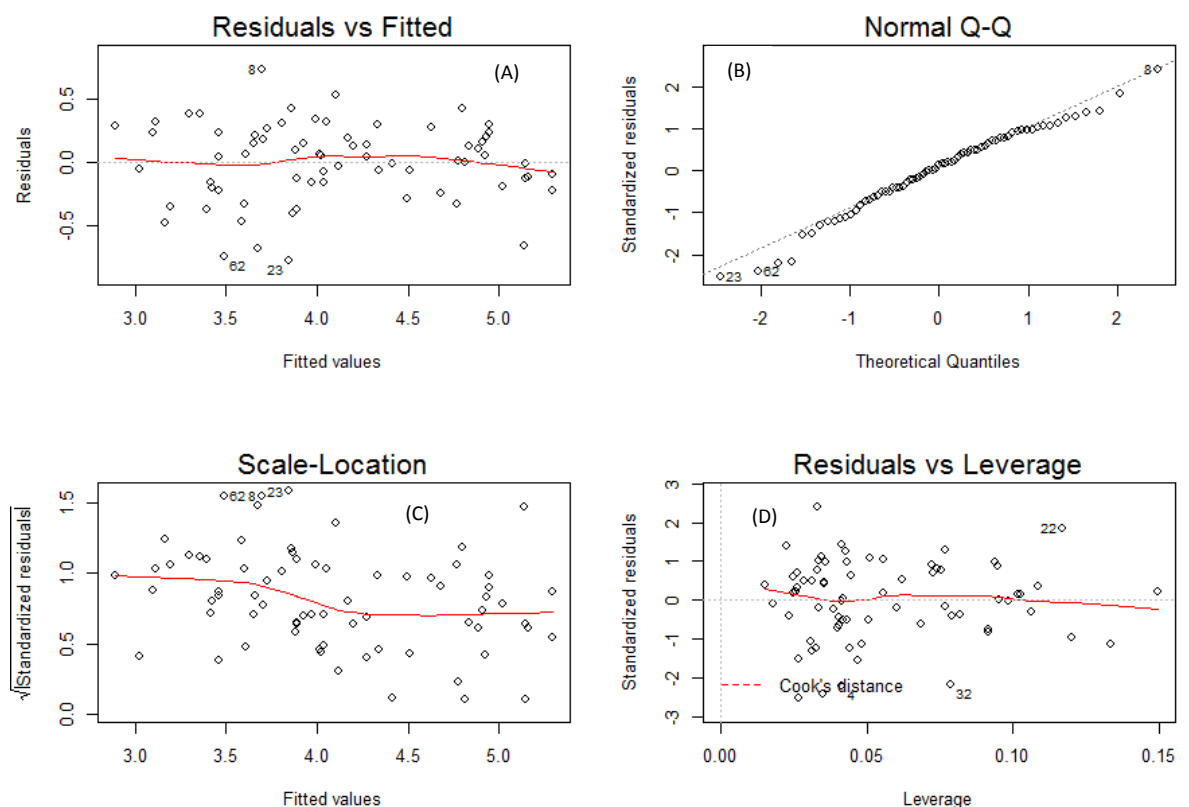 Residuals vs Fitted
(A)
8
62
23
Residuals
0.5
0.0
-0.5
3.0 3.5 4.0 4.5 5.0
Fitted values
Normal Q-Q
(B)
8
23
62
Standardized residuals
2
1
0
-1
-2
-2 -1 0 1 2
Theoretical Quantiles
Scale-Location
(C)
62 8 23
√|Standardized residuals|
1.5
1.0
0.5
0.0
3.0 3.5 4.0 4.5 5.0
Fitted values
Residuals vs Leverage
(D)
22
32
4
Cook's distance
Standardized residuals
3
2
1
0
-1
-2
-3
0.00 0.05 0.10 0.15
Leverage